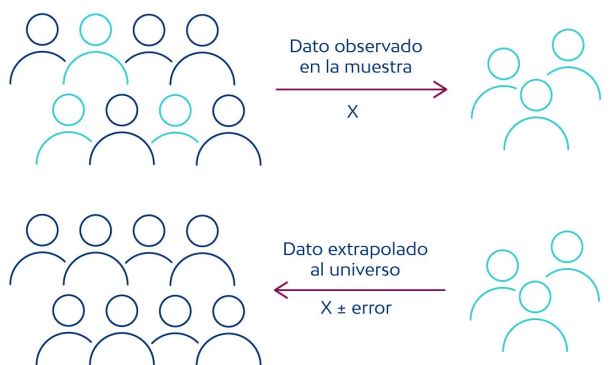 Dato observado
en la muestra
X
Dato extrapolado
al universo
X ± error